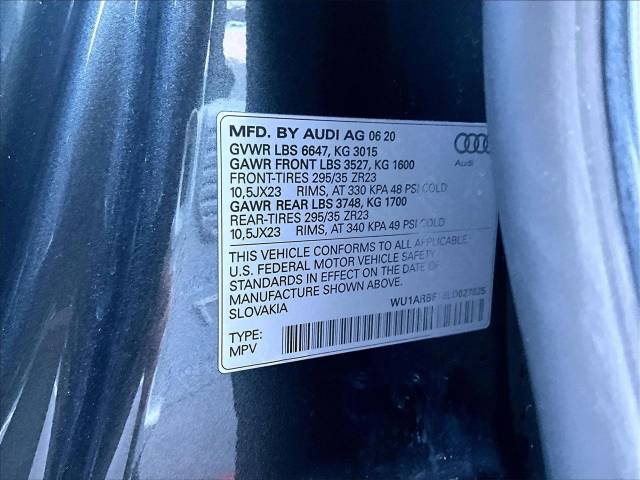 MFD. BY AUDI AG 06 20
GVWR LBS 6647, KG 3015
GAWR FRONT LBS 3527, KG 1600
FRONT-TIRES 295/35 ZR23
10,5JX23 RIMS, AT 330 KPA 48 PSI COLD
GAWR REAR LBS 3748, KG 1700
REAR-TIRES 295/35 ZR23
10,5JX23 RIMS, AT 340 KPA 49 PSI COLD
Audi
THIS VEHICLE CONFORMS TO ALL APPLICABLE
U.S. FEDERAL MOTOR VEHICLE SAFETY
STANDARDS IN EFFECT ON THE DATE OF
MANUFACTURE SHOWN ABOVE.
SLOVAKIA
TYPE:
MPV